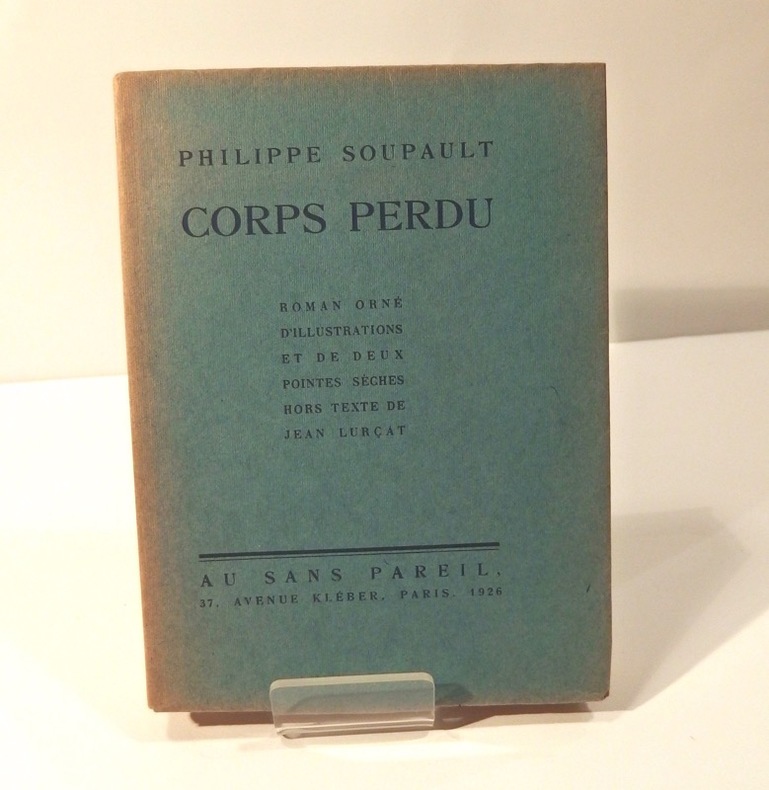 PHILIPPE SOUPAULT
CORPS PERDU
ROMAN ORNÉ
D'ILLUSTRATIONS
ET DE DEUX
POINTES SÈCHES
HORS TEXTE DE
JEAN LURÇAT
AU SANS PAREIL,
37, AVENUE KLÉBER, PARIS. 1926